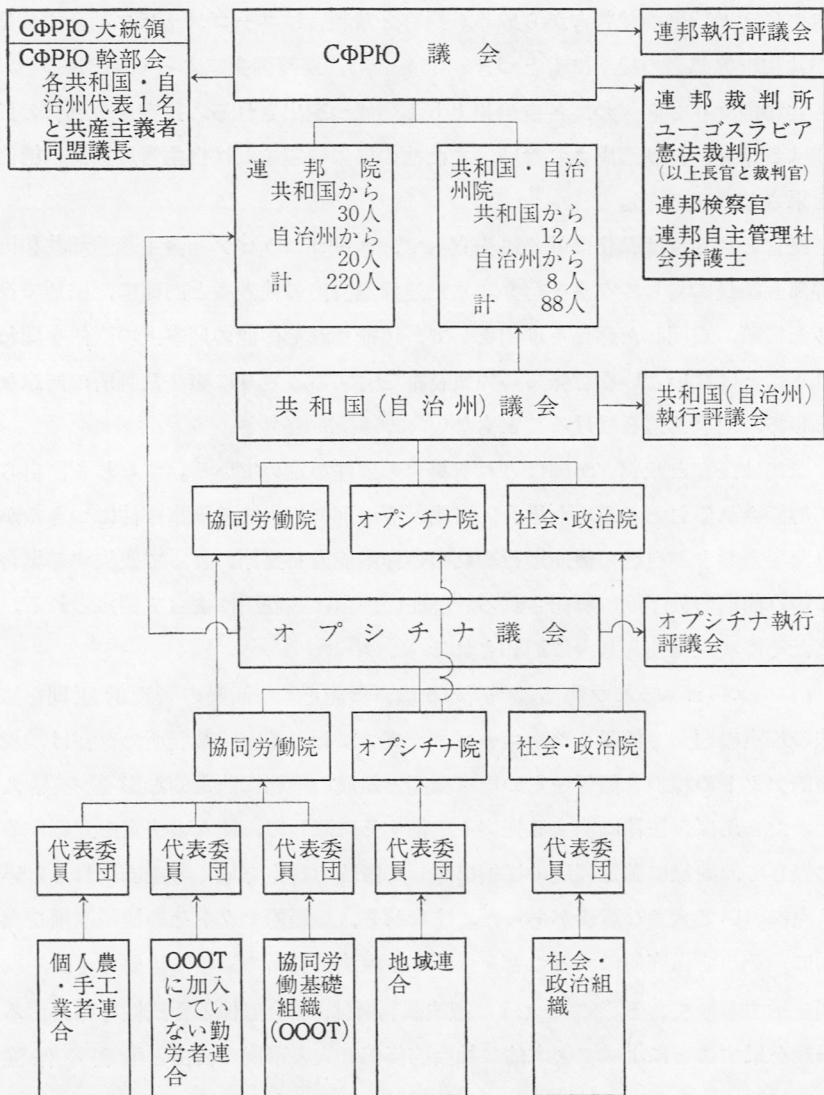 СФРЮ 大統領
СФРЮ 幹部会
各共和国・自
治州代表1名
と共産主義者
同盟議長
СФРЮ 議会
連邦執行評議会
連邦裁判所
ユーゴスラビア
憲法裁判所
(以上長官と裁判官)
連邦検察官
連邦自主管理社
会弁護士
連邦院
共和国から
30人
自治州から
20人
計 220人
共和国・自治
州院
共和国から
12人
自治州から
8人
計 88人
共和国(自治州)議会
共和国(自治州)
執行評議会
協同労働院
オプシチナ院
社会・政治院
オプシチナ議会
オプシチナ執行
評議会
協同労働院
オプシチナ院
社会・政治院
代表委
員団
代表委
員団
代表委
員団
代表委
員団
代表委
員団
個人農
・手工
業者連
合
ОООТ
に加入
してい
ない勤
労者連
合
協同労
働基礎
組織
(ОООТ)
地域連
合
社会・
政治組
織